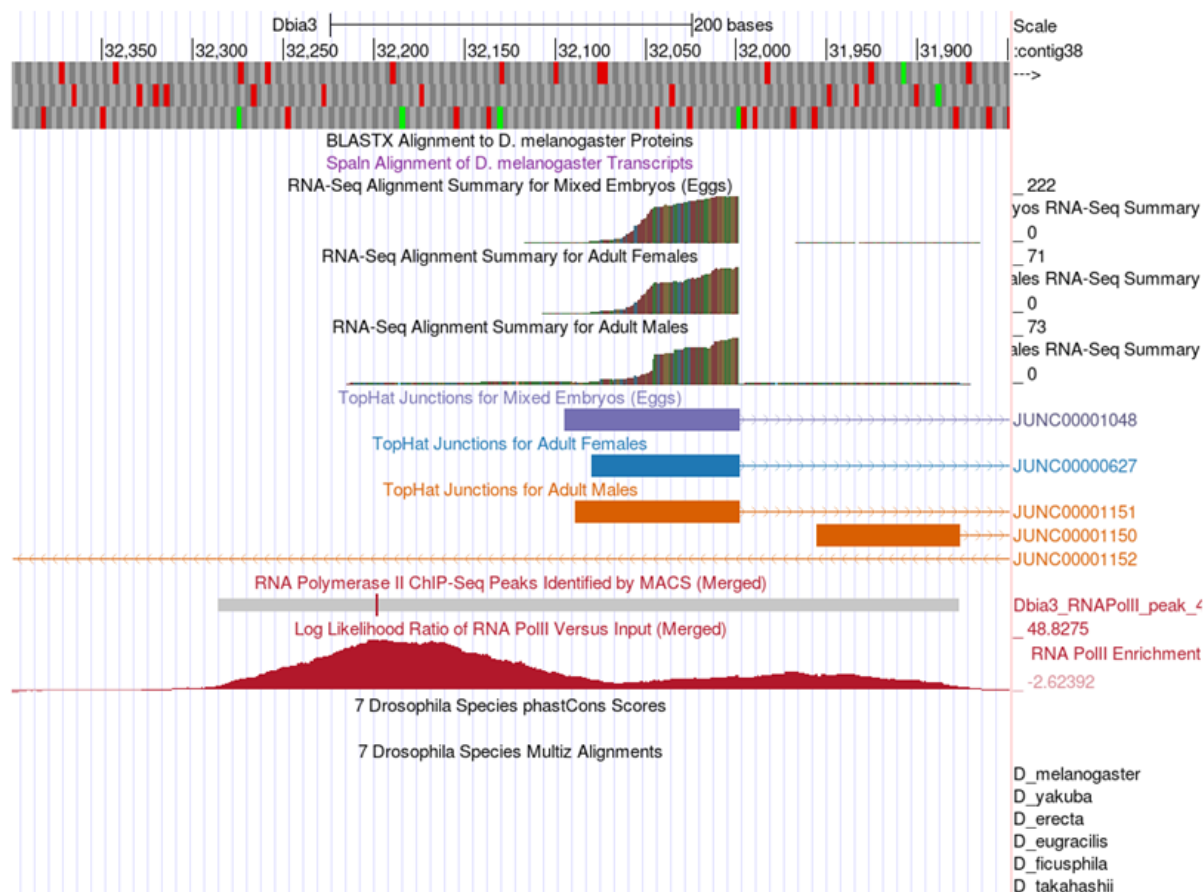 Dbia3 200 bases Scale
32,350 32,300 32,250 32,200 32,150 32,100 32,050 32,000 31,950 31,900 :contig38
--->
BLASTX Alignment to D. melanogaster Proteins
Spaln Alignment of D. melanogaster Transcripts
RNA-Seq Alignment Summary for Mixed Embryos (Eggs)
222
yos RNA-Seq Summary
0
RNA-Seq Alignment Summary for Adult Females
71
ales RNA-Seq Summary
0
RNA-Seq Alignment Summary for Adult Males
73
ales RNA-Seq Summary
0
TopHat Junctions for Mixed Embryos (Eggs)
JUNC00001048
TopHat Junctions for Adult Females
JUNC00000627
TopHat Junctions for Adult Males
JUNC00001151
JUNC00001150
JUNC00001152
RNA Polymerase II ChIP-Seq Peaks Identified by MACS (Merged)
Dbia3_RNAPolII_peak_4
Log Likelihood Ratio of RNA PolII Versus Input (Merged)
48.8275
RNA PolII Enrichment
-2.62392
7 Drosophila Species phastCons Scores
7 Drosophila Species Multiz Alignments
D_melanogaster
D_yakuba
D_erecta
D_eugracilis
D_ficusphila
D_takahashii